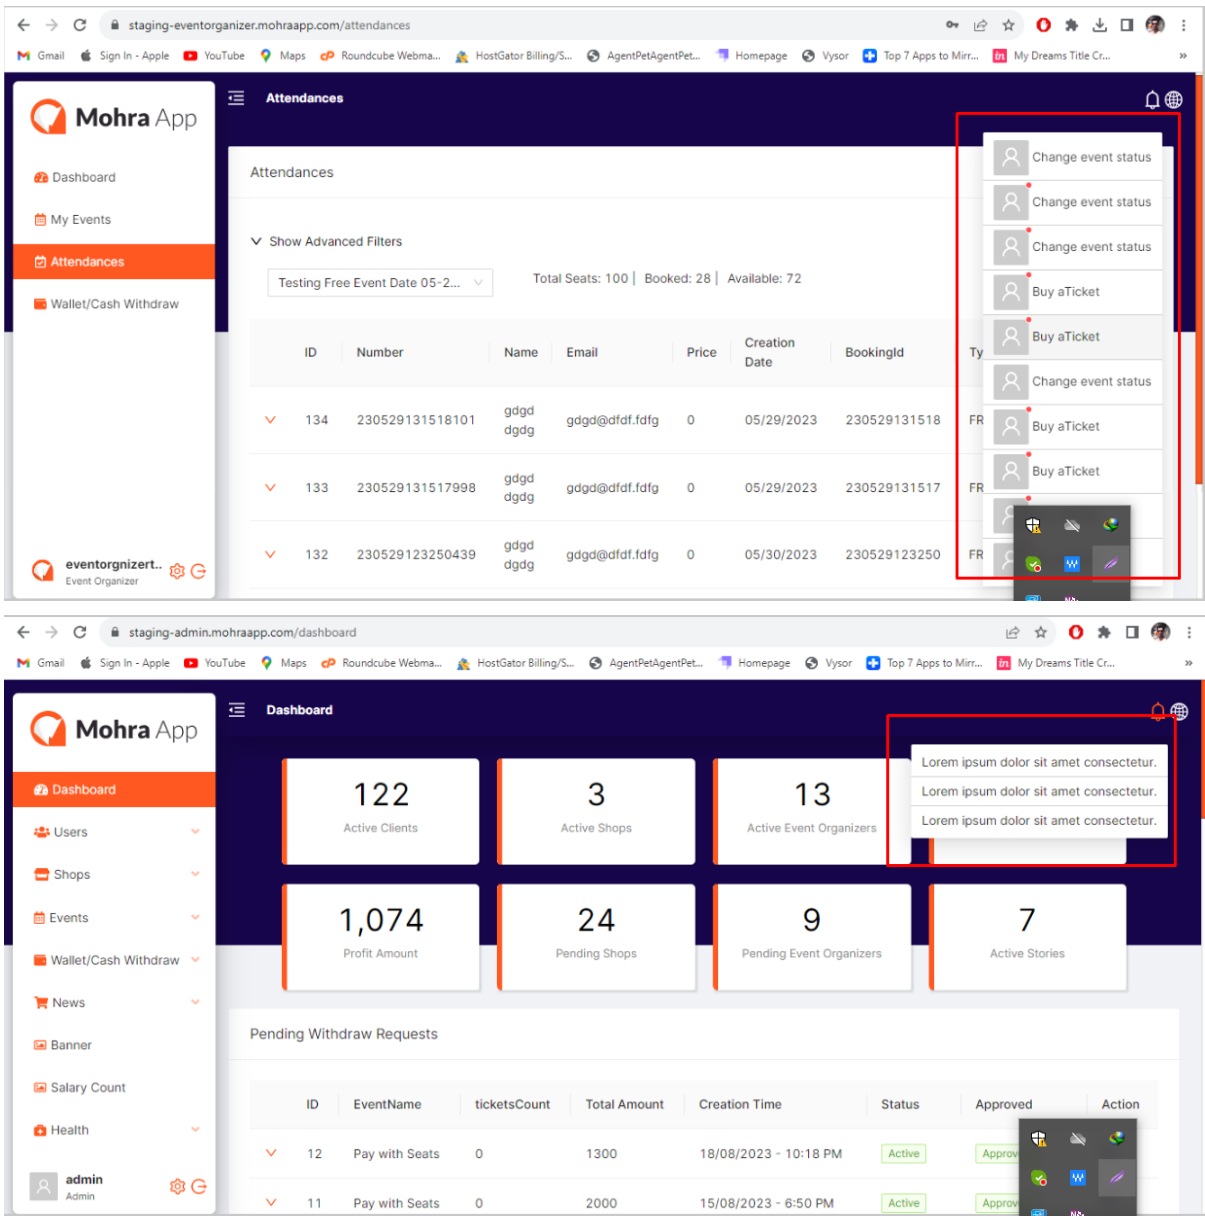 staging-eventorganizer.mohraapp.com/attendances
Gmail Sign In - Apple YouTube Maps Roundcube Webma... HostGator Billing/S... AgentPetAgentPet... Homepage Vysor Top 7 Apps to Mirr... My Dreams Title Cr... »
Mohra App
Attendances
Dashboard
My Events
Attendances
Wallet/Cash Withdraw
eventorgnizert..
Event Organizer
Attendances
Show Advanced Filters
Testing Free Event Date 05-2...
Total Seats: 100 | Booked: 28 | Available: 72
ID Number Name Email Price Creation Date BookingId Ty
134 230529131518101 gdgd dgdg gdgd@dfdf.fdfg 0 05/29/2023 230529131518 FR
133 230529131517998 gdgd dgdg gdgd@dfdf.fdfg 0 05/29/2023 230529131517 FR
132 230529123250439 gdgd dgdg gdgd@dfdf.fdfg 0 05/30/2023 230529123250 FR
Change event status
Change event status
Change event status
Buy aTicket
Buy aTicket
Change event status
Buy aTicket
Buy aTicket
staging-admin.mohraapp.com/dashboard
Gmail Sign In - Apple YouTube Maps Roundcube Webma... HostGator Billing/S... AgentPetAgentPet... Homepage Vysor Top 7 Apps to Mirr... My Dreams Title Cr... »
Mohra App
Dashboard
Dashboard
Users
Shops
Events
Wallet/Cash Withdraw
News
Banner
Salary Count
Health
admin
Admin
Lorem ipsum dolor sit amet consectetur.
Lorem ipsum dolor sit amet consectetur.
Lorem ipsum dolor sit amet consectetur.
122
Active Clients
3
Active Shops
13
Active Event Organizers
1,074
Profit Amount
24
Pending Shops
9
Pending Event Organizers
7
Active Stories
Pending Withdraw Requests
ID EventName ticketsCount Total Amount Creation Time Status Approved Action
12 Pay with Seats 0 1300 18/08/2023 - 10:18 PM Active Approv
11 Pay with Seats 0 2000 15/08/2023 - 6:50 PM Active Approv